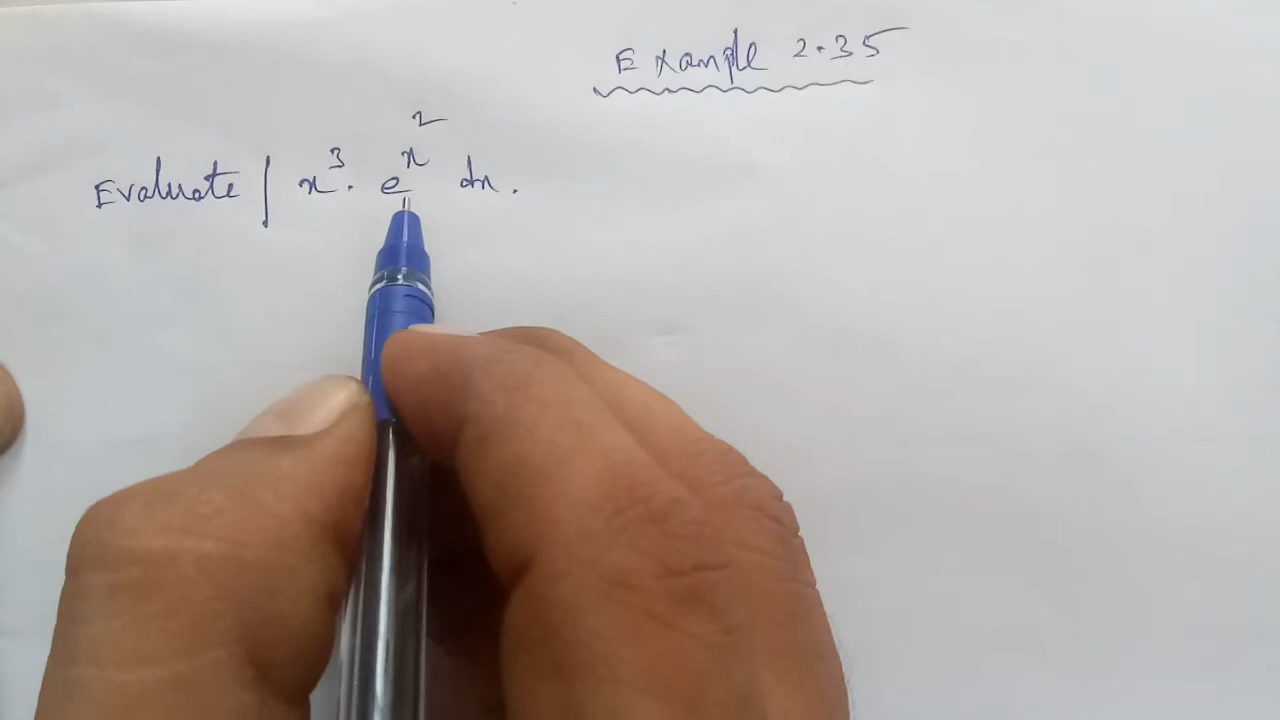 Example 2.35
Evaluate ∫ x³. e^x² dx.